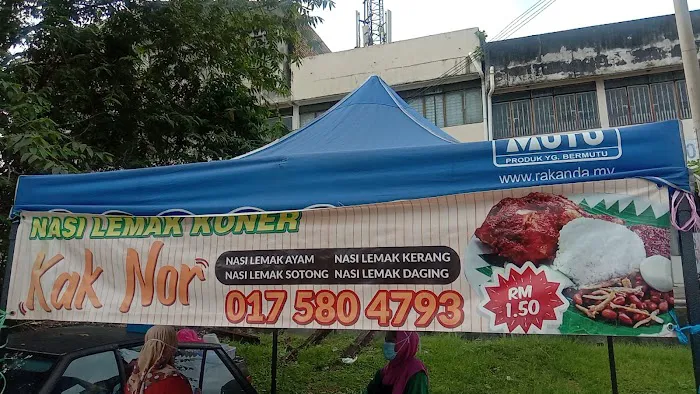 MUTU
PRODUK YG. BERMUTU
www.rakanda.my
NASI LEMAK KONER
Kak Nor
NASI LEMAK AYAM NASI LEMAK KERANG
NASI LEMAK SOTONG NASI LEMAK DAGING
017 580 4793
RM
1.50